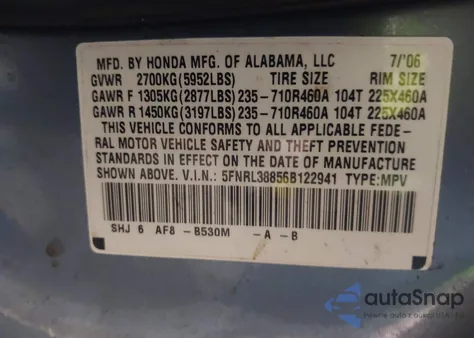 MFD. BY HONDA MFG. OF ALABAMA, LLC 7/'06
GVWR 2700KG(5952LBS) TIRE SIZE RIM SIZE
GAWR F 1305KG(2877LBS)235-710R460A 104T 225X460A
GAWR R 1450KG(3197LBS)235-710R460A 104T 225X460A
THIS VEHICLE CONFORMS TO ALL APPLICABLE FEDE-
RAL MOTOR VEHICLE SAFETY, THEFT PREVENTION
STANDARDS IN EFFECT ON THE DATE OF MANUFACTURE
SHOWN ABOVE. V.I.N.: 5FNRL38856B122941 TYPE:MPV
SHJ 6 AF8 -B530M -A -B
autoSnap